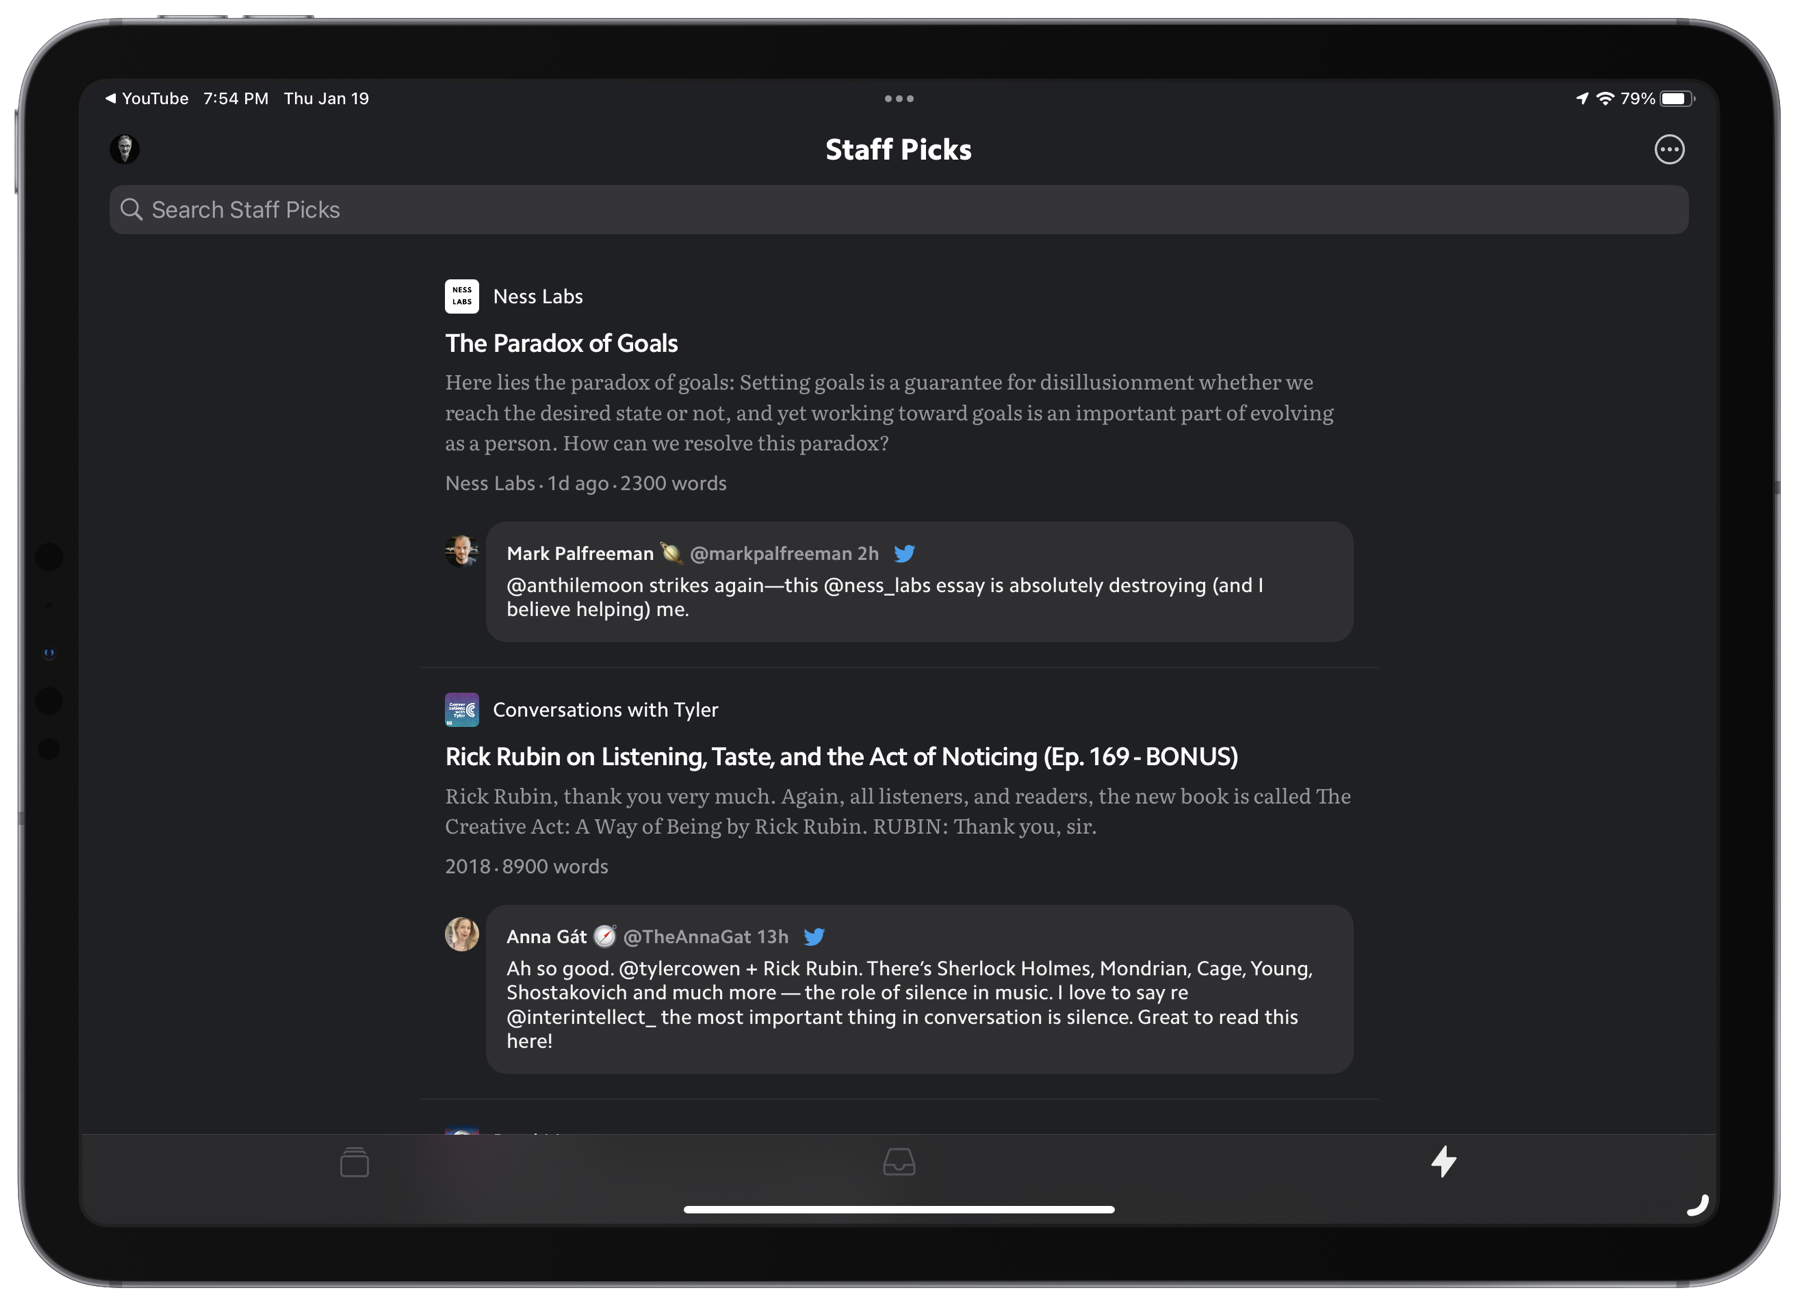 ◀ YouTube 7:54 PM Thu Jan 19
79%
Staff Picks
Search Staff Picks
NESS
LABS
Ness Labs
The Paradox of Goals
Here lies the paradox of goals: Setting goals is a guarantee for disillusionment whether we
reach the desired state or not, and yet working toward goals is an important part of evolving
as a person. How can we resolve this paradox?
Ness Labs · 1d ago · 2300 words
Mark Palfreeman 🪐 @markpalfreeman 2h
@anthilemoon strikes again—this @ness_labs essay is absolutely destroying (and I
believe helping) me.
Conversations with Tyler
Rick Rubin on Listening, Taste, and the Act of Noticing (Ep. 169 - BONUS)
Rick Rubin, thank you very much. Again, all listeners, and readers, the new book is called The
Creative Act: A Way of Being by Rick Rubin. RUBIN: Thank you, sir.
2018 · 8900 words
Anna Gát 🧭 @TheAnnaGat 13h
Ah so good. @tylercowen + Rick Rubin. There’s Sherlock Holmes, Mondrian, Cage, Young,
Shostakovich and much more — the role of silence in music. I love to say re
@interintellect_ the most important thing in conversation is silence. Great to read this
here!